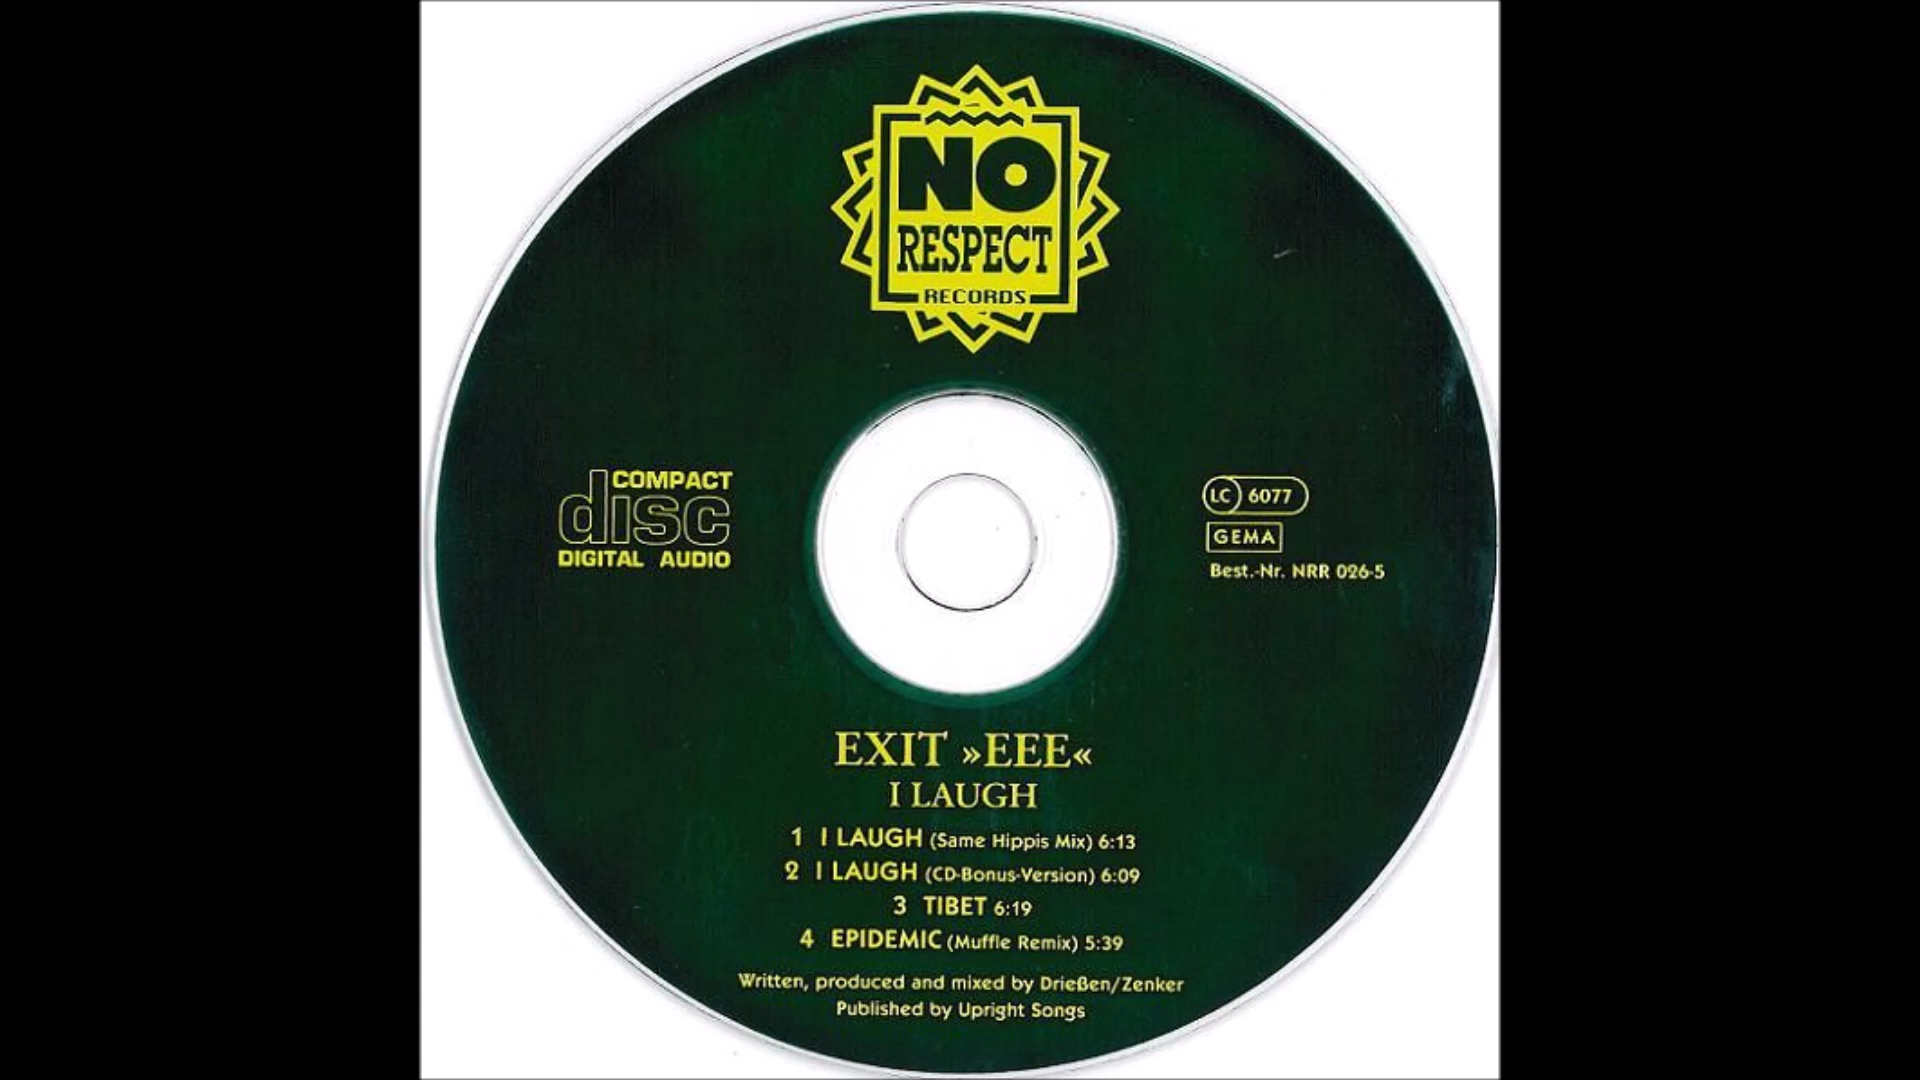 NO
RESPECT
RECORDS
COMPACT
disc
DIGITAL AUDIO
LC 6077
GEMA
Best.-Nr. NRR 026-5
EXIT »EEE«
I LAUGH
1 I LAUGH (Same Hippis Mix) 6:13
2 I LAUGH (CD-Bonus-Version) 6:09
3 TIBET 6:19
4 EPIDEMIC (Muffle Remix) 5:39
Written, produced and mixed by Drießen/Zenker
Published by Upright Songs